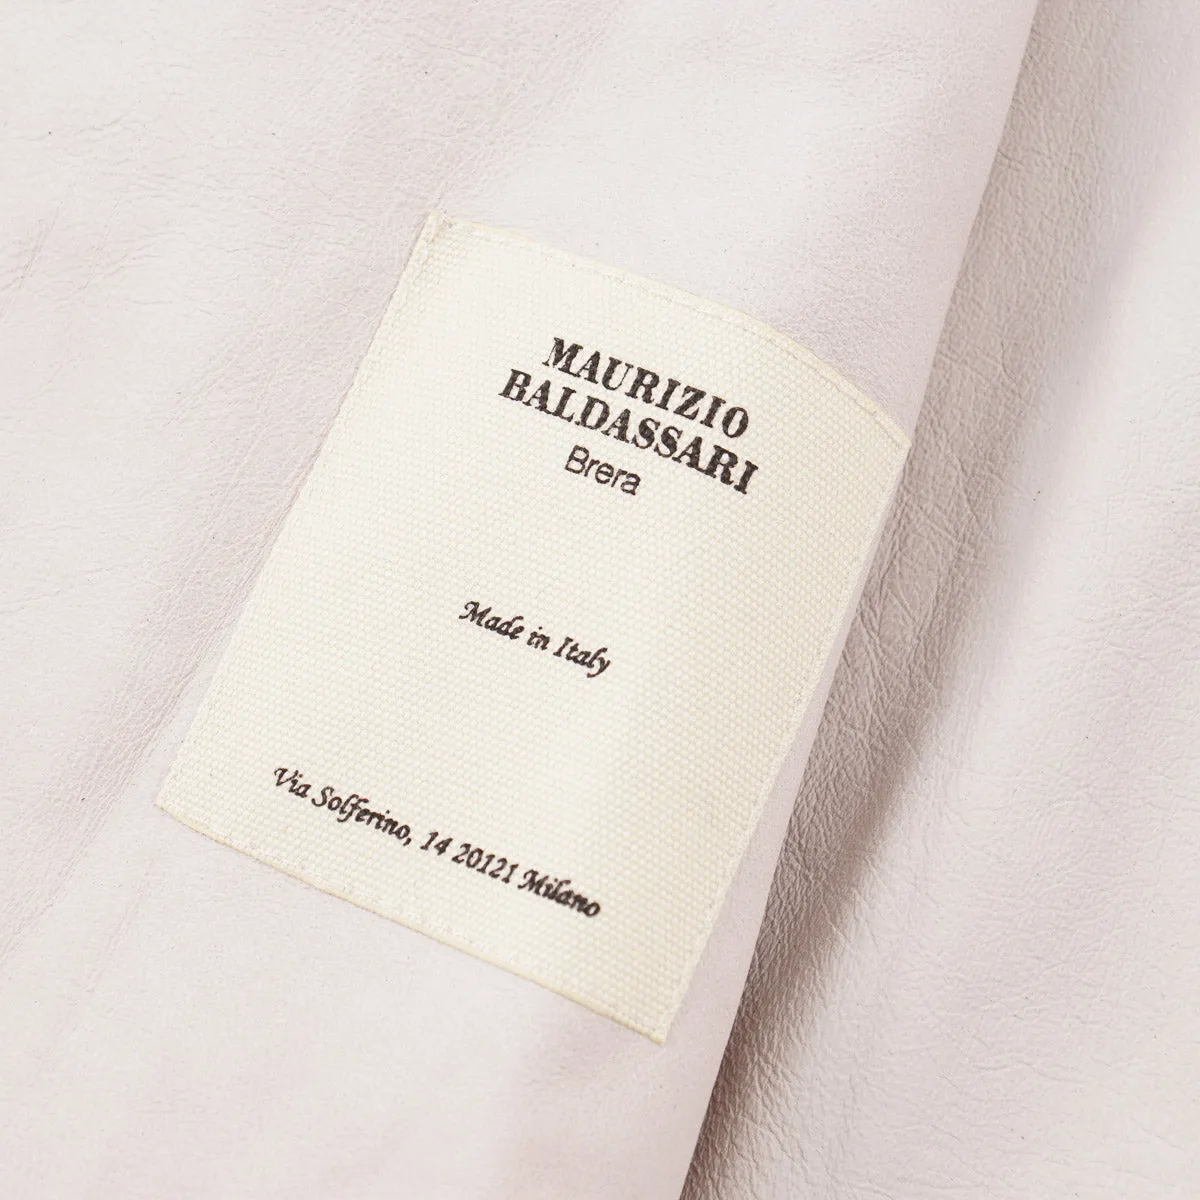 MAURIZIO
BALDASSARI
Brera
Made in Italy
Via Solferino, 14 20121 Milano